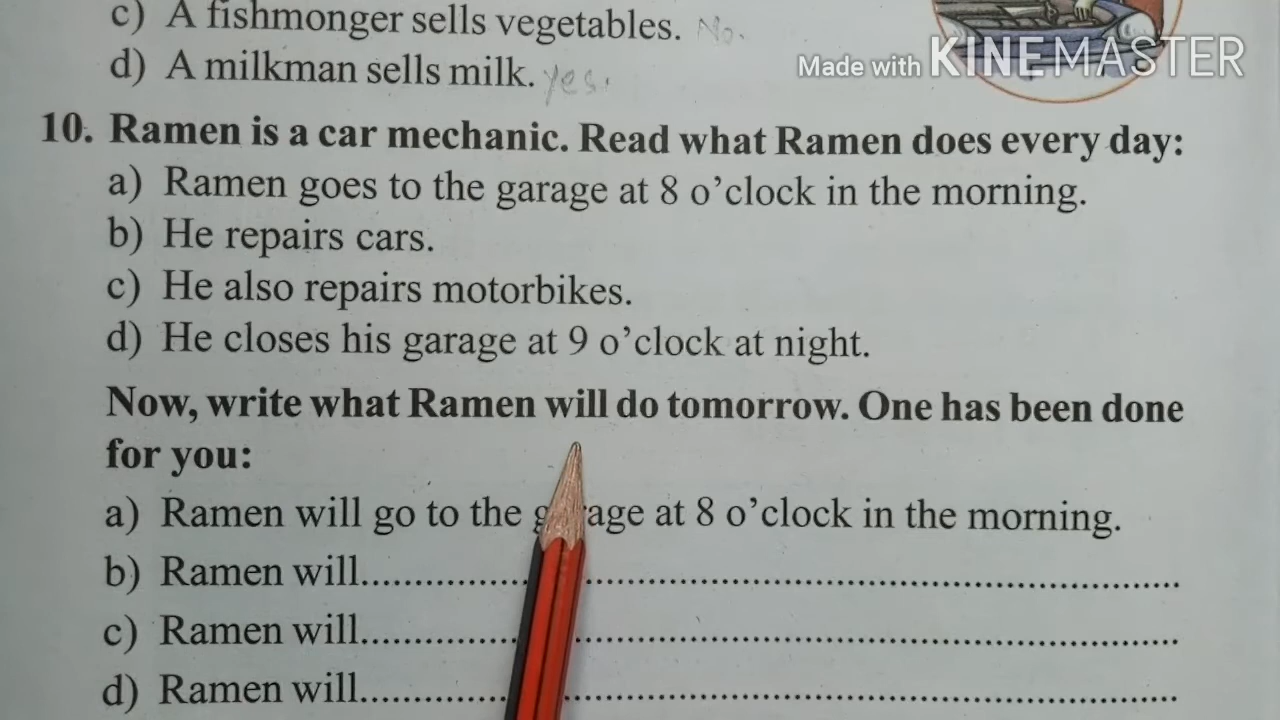 c) A fishmonger sells vegetables. No.
Made with KINEMASTER
d) A milkman sells milk. yes.
10. Ramen is a car mechanic. Read what Ramen does every day:
a) Ramen goes to the garage at 8 o’clock in the morning.
b) He repairs cars.
c) He also repairs motorbikes.
d) He closes his garage at 9 o’clock at night.
Now, write what Ramen will do tomorrow. One has been done
for you:
a) Ramen will go to the garage at 8 o’clock in the morning.
b) Ramen will................................................................................
c) Ramen will................................................................................
d) Ramen will................................................................................